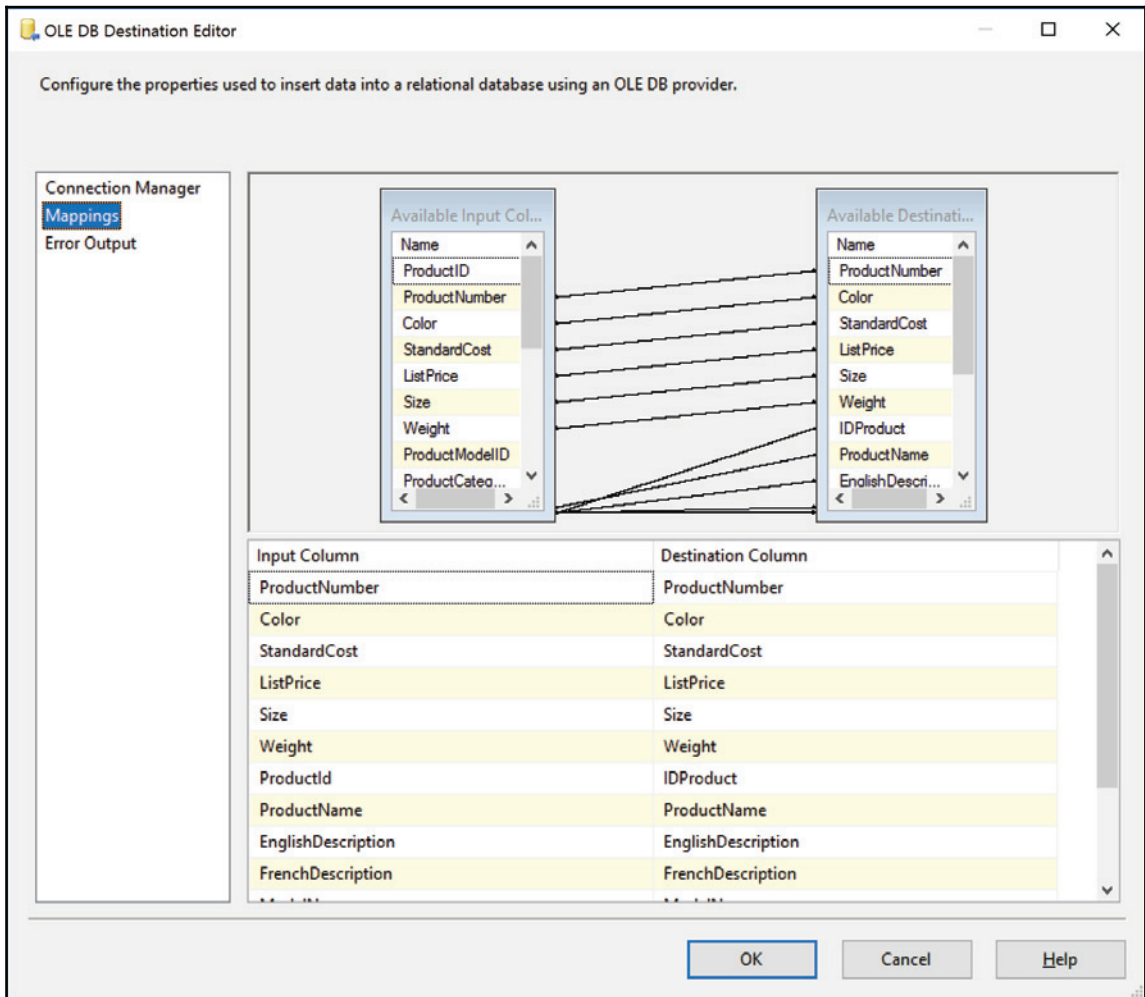 OLE DB Destination Editor
Configure the properties used to insert data into a relational database using an OLE DB provider.
Connection Manager
Mappings
Error Output
Available Input Col...
Name
ProductID
ProductNumber
Color
StandardCost
ListPrice
Size
Weight
ProductModelID
ProductCateg...
Available Destinati...
Name
ProductNumber
Color
StandardCost
ListPrice
Size
Weight
IDProduct
ProductName
EnglishDescri...
Input Column Destination Column
ProductNumber ProductNumber
Color Color
StandardCost StandardCost
ListPrice ListPrice
Size Size
Weight Weight
ProductId IDProduct
ProductName ProductName
EnglishDescription EnglishDescription
FrenchDescription FrenchDescription
OK Cancel Help